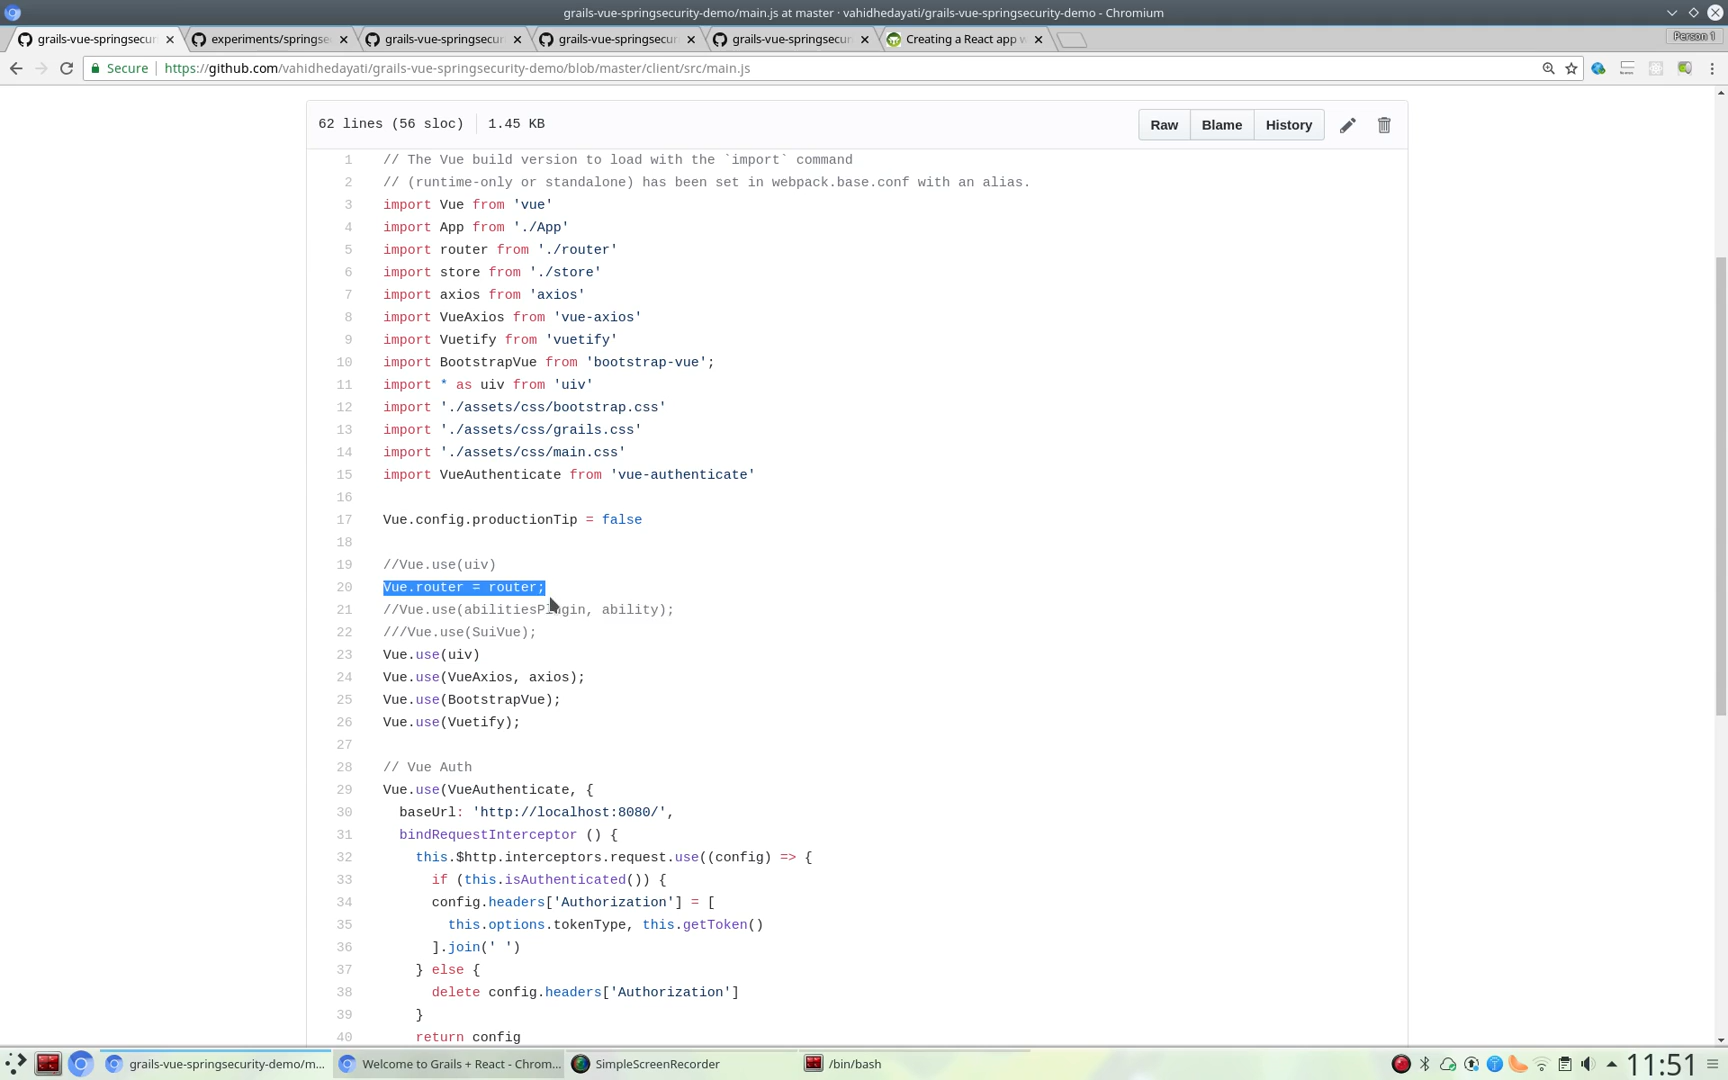 grails-vue-springsecurity-demo/main.js at master · vahidhedayati/grails-vue-springsecurity-demo - Chromium
grails-vue-springsecur
experiments/springse
grails-vue-springsecur
grails-vue-springsecur
grails-vue-springsecur
Creating a React app
Person 1
Secure | https://github.com/vahidhedayati/grails-vue-springsecurity-demo/blob/master/client/src/main.js
62 lines (56 sloc) | 1.45 KB
Raw Blame History
1 // The Vue build version to load with the `import` command
2 // (runtime-only or standalone) has been set in webpack.base.conf with an alias.
3 import Vue from 'vue'
4 import App from './App'
5 import router from './router'
6 import store from './store'
7 import axios from 'axios'
8 import VueAxios from 'vue-axios'
9 import Vuetify from 'vuetify'
10 import BootstrapVue from 'bootstrap-vue';
11 import * as uiv from 'uiv'
12 import './assets/css/bootstrap.css'
13 import './assets/css/grails.css'
14 import './assets/css/main.css'
15 import VueAuthenticate from 'vue-authenticate'
16
17 Vue.config.productionTip = false
18
19 //Vue.use(uiv)
20 Vue.router = router;
21 //Vue.use(abilitiesPlugin, ability);
22 ///Vue.use(SuiVue);
23 Vue.use(uiv)
24 Vue.use(VueAxios, axios);
25 Vue.use(BootstrapVue);
26 Vue.use(Vuetify);
27
28 // Vue Auth
29 Vue.use(VueAuthenticate, {
30 baseUrl: 'http://localhost:8080/',
31 bindRequestInterceptor () {
32 this.$http.interceptors.request.use((config) => {
33 if (this.isAuthenticated()) {
34 config.headers['Authorization'] = [
35 this.options.tokenType, this.getToken()
36 ].join(' ')
37 } else {
38 delete config.headers['Authorization']
39 }
40 return config
grails-vue-springsecurity-demo/m...
Welcome to Grails + React - Chrom...
SimpleScreenRecorder
/bin/bash
11:51